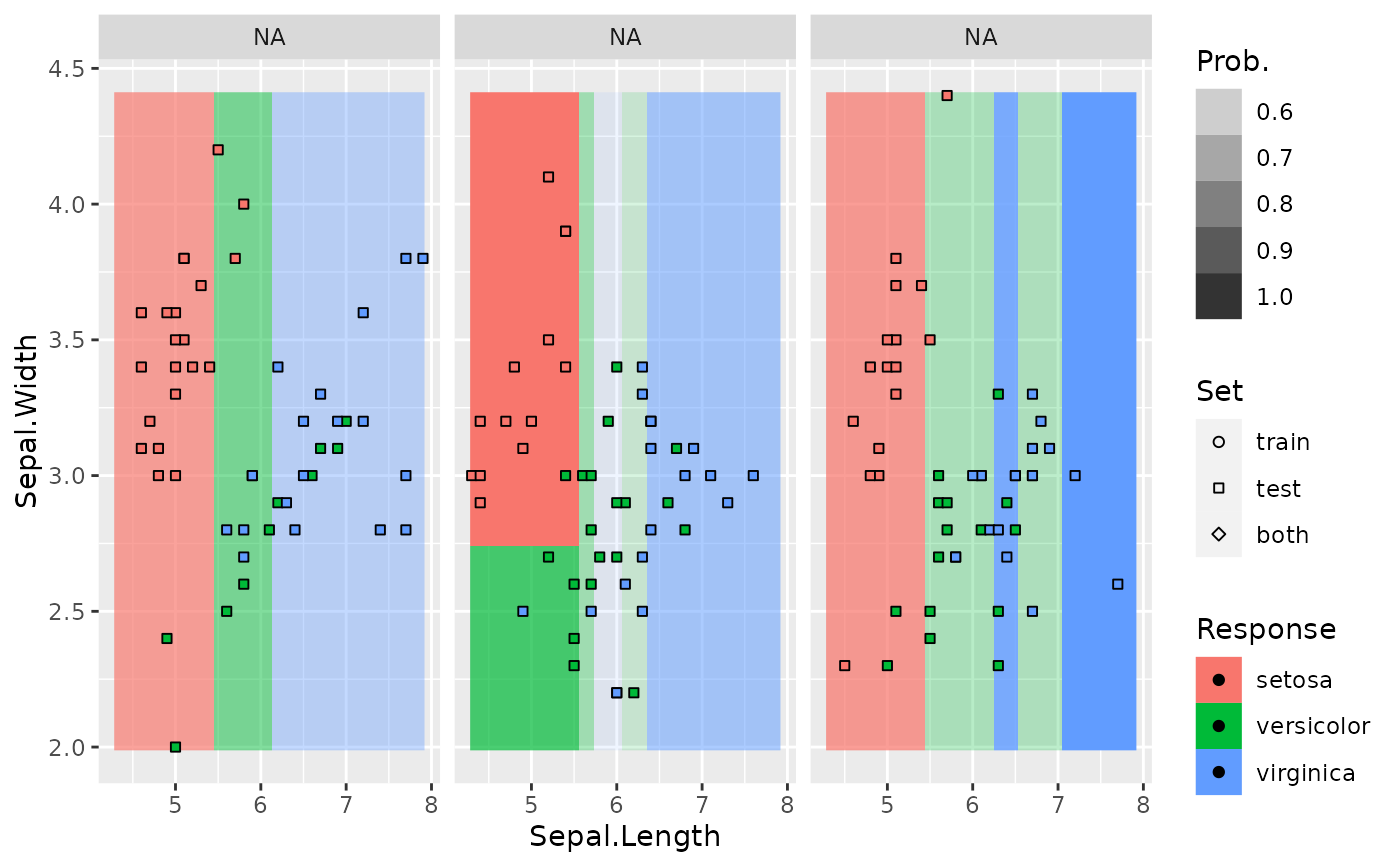 NA NA NA
4.5
4.0
3.5
3.0
2.5
2.0
Sepal.Width
5 6 7 8 5 6 7 8 5 6 7 8
Sepal.Length
Prob.
0.6
0.7
0.8
0.9
1.0
Set
train
test
both
Response
setosa
versicolor
virginica